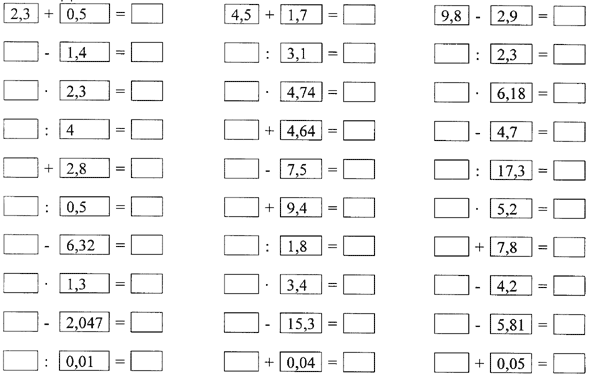 2,3 + 0,5 = 4,5 + 1,7 = 9,8 - 2,9 =
- 1,4 = : 3,1 = : 2,3 =
· 2,3 = · 4,74 = · 6,18 =
: 4 = + 4,64 = - 4,7 =
+ 2,8 = - 7,5 = : 17,3 =
: 0,5 = + 9,4 = · 5,2 =
- 6,32 = : 1,8 = + 7,8 =
· 1,3 = · 3,4 = - 4,2 =
- 2,047 = - 15,3 = - 5,81 =
: 0,01 = + 0,04 = + 0,05 =